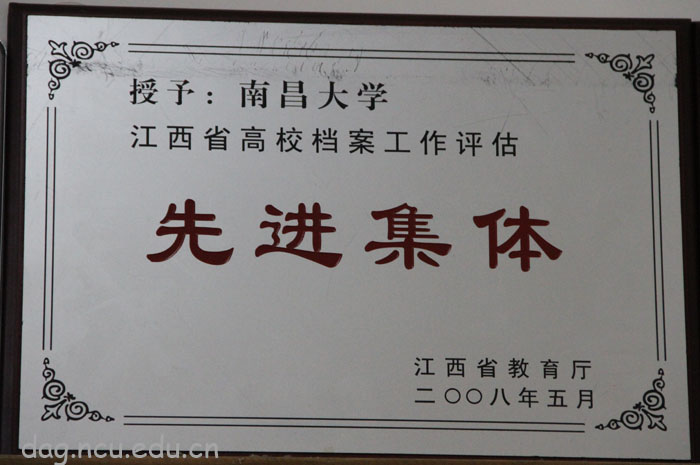 授予：南昌大学
江西省高校档案工作评估
先进集体
江西省教育厅
二〇〇八年五月
dag.ncu.edu.cn